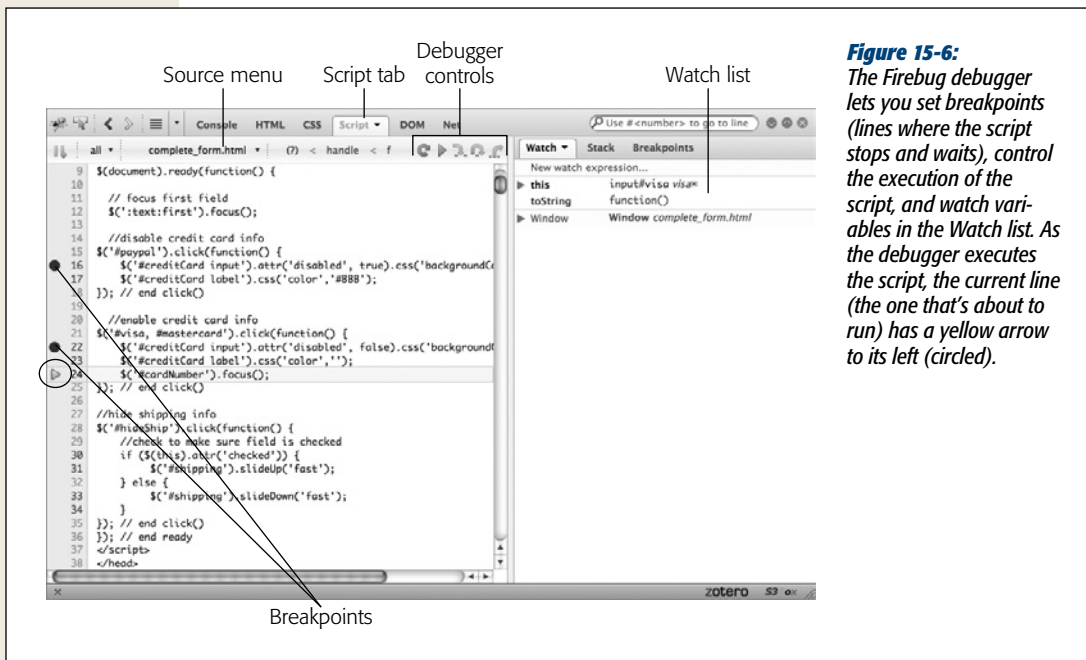 Debugger
controls
Source menu
Script tab
Watch list
Console HTML CSS Script DOM Net
Use #<number> to go to line
all complete_form.html (?) < handle < f
Watch Stack Breakpoints
9 $(document).ready(function() {
10
11 // focus first field
12 $(':text:first').focus();
13
14 //disable credit card info
15 $('#paypal').click(function() {
16 $('#creditCard input').attr('disabled', true).css('backgroundCo
17 $('#creditCard label').css('color','#BBB');
18 }); // end click()
19
20 //enable credit card info
21 $('#visa, #mastercard').click(function() {
22 $('#creditCard input').attr('disabled', false).css('background
23 $('#creditCard label').css('color','');
24 $('#cardNumber').focus();
25 }); // end click()
26
27 //hide shipping info
28 $('#hideShip').click(function() {
29 //check to make sure field is checked
30 if ($(this).attr('checked')) {
31 $('#shipping').slideUp('fast');
32 } else {
33 $('#shipping').slideDown('fast');
34 }
35 }); // end click()
36 }); // end ready
37 </script>
38 </head>
New watch expression...
this input#visa visa
toString function()
Window Window complete_form.html
zotero S3
Breakpoints
Figure 15-6:
The Firebug debugger
lets you set breakpoints
(lines where the script
stops and waits), control
the execution of the
script, and watch vari-
ables in the Watch list. As
the debugger executes
the script, the current line
(the one that's about to
run) has a yellow arrow
to its left (circled).